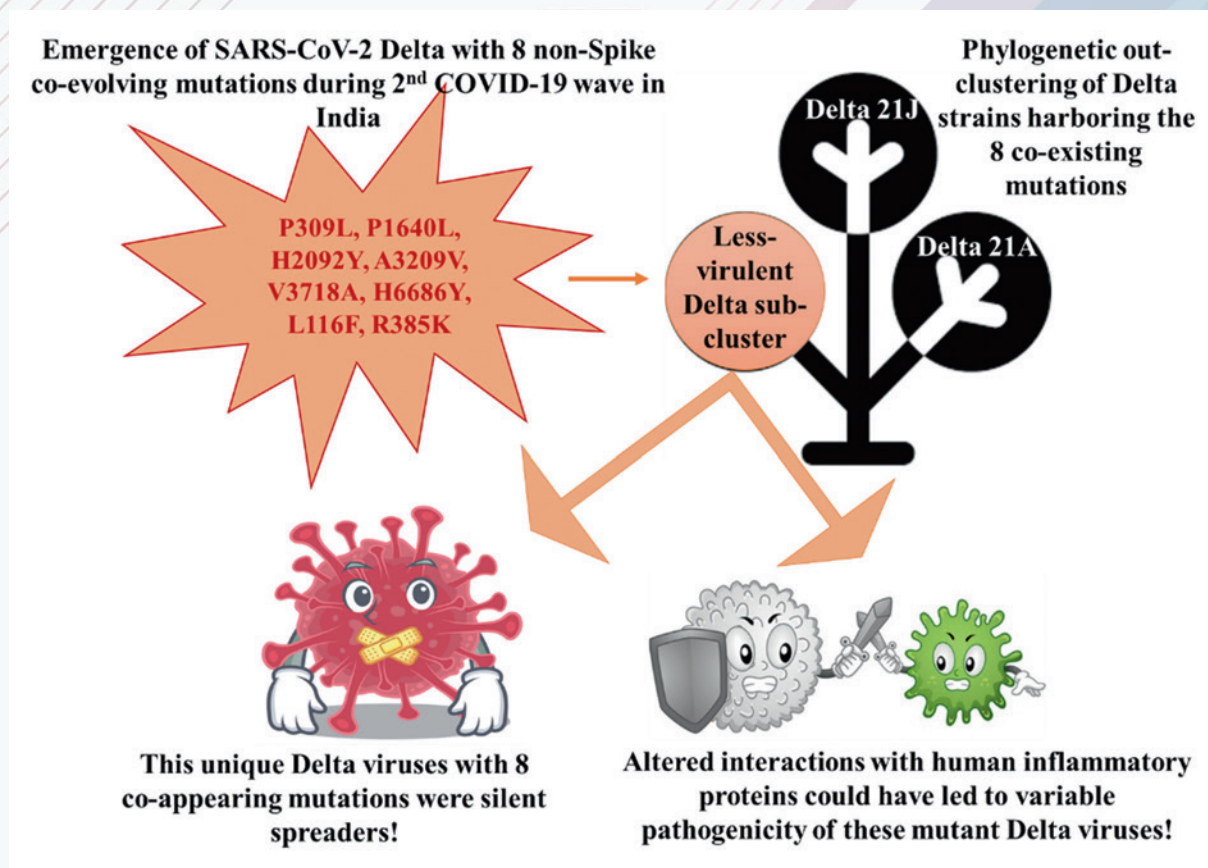 Emergence of SARS-CoV-2 Delta with 8 non-Spike
co-evolving mutations during 2nd COVID-19 wave in
India
P309L, P1640L,
H2092Y, A3209V,
V3718A, H6686Y,
L116F, R385K
Less-
virulent
Delta sub-
cluster
Delta 21J
Delta 21A
Phylogenetic out-
clustering of Delta
strains harboring the
8 co-existing
mutations
This unique Delta viruses with 8
co-appearing mutations were silent
spreaders!
Altered interactions with human inflammatory
proteins could have led to variable
pathogenicity of these mutant Delta viruses!